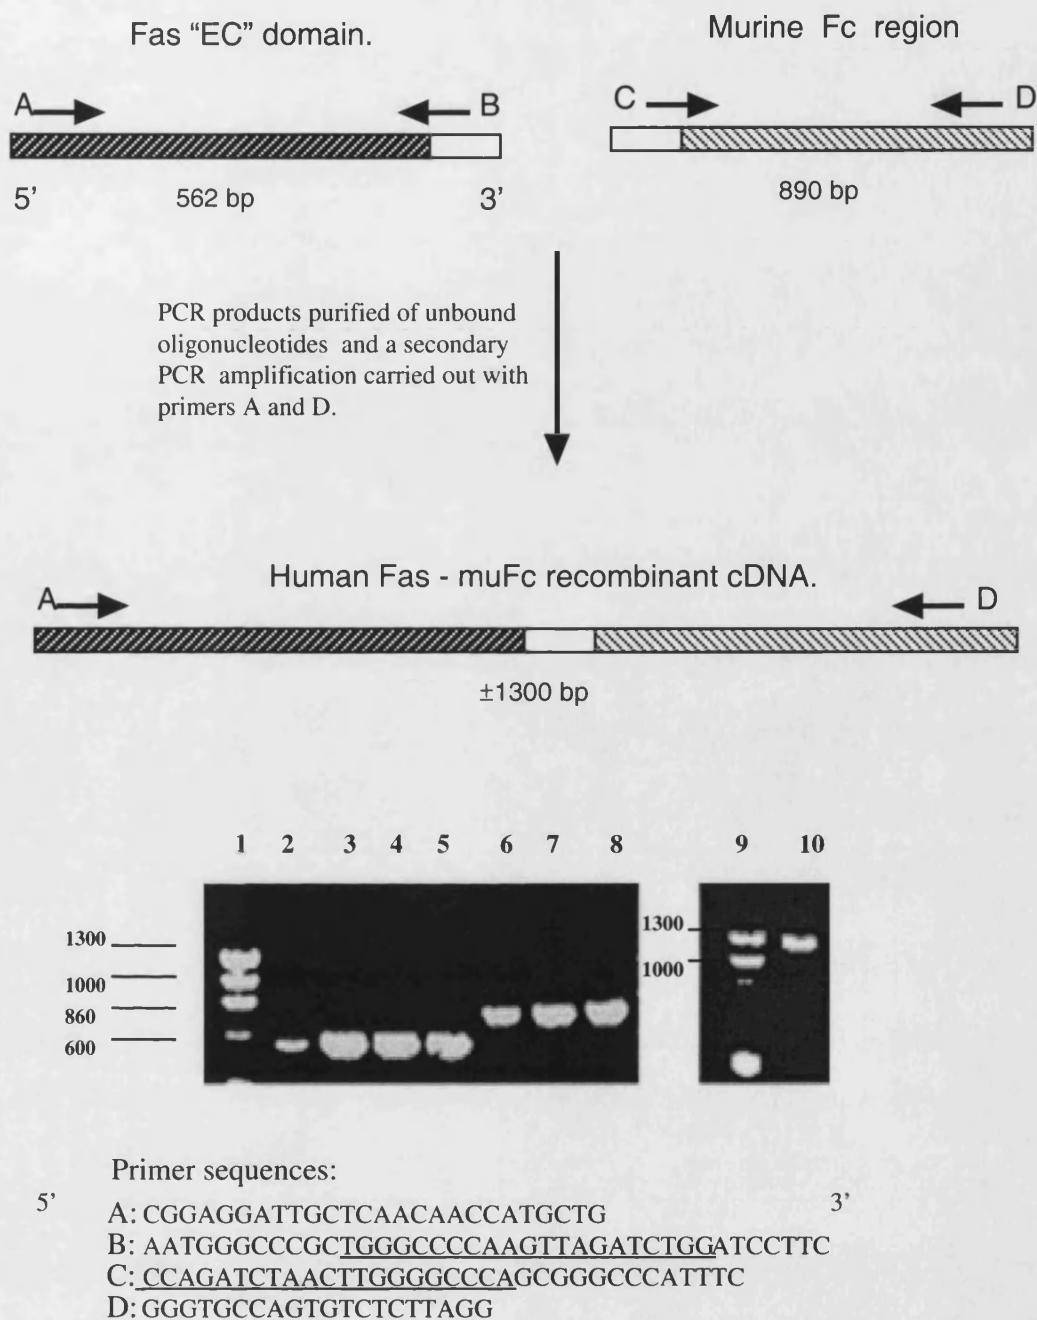 Fas “EC” domain.
Murine Fc region
A
B
C
D
5’
562 bp
3’
890 bp
PCR products purified of unbound
oligonucleotides and a secondary
PCR amplification carried out with
primers A and D.
Human Fas - muFc recombinant cDNA.
A
D
±1300 bp
1 2 3 4 5 6 7 8
9 10
1300
1000
860
600
1300
1000
Primer sequences:
5’
3’
A: CGGAGGATTGCTCAACAACCATGCTG
B: AATGGGCCCGCTGGGCCCCAAGTTAGATCTGGATCCTTC
C: CCAGATCTAACTTGGGGCCCAGCGGGCCCATTTC
D: GGGTGCCAGTGTCTCTTAGG